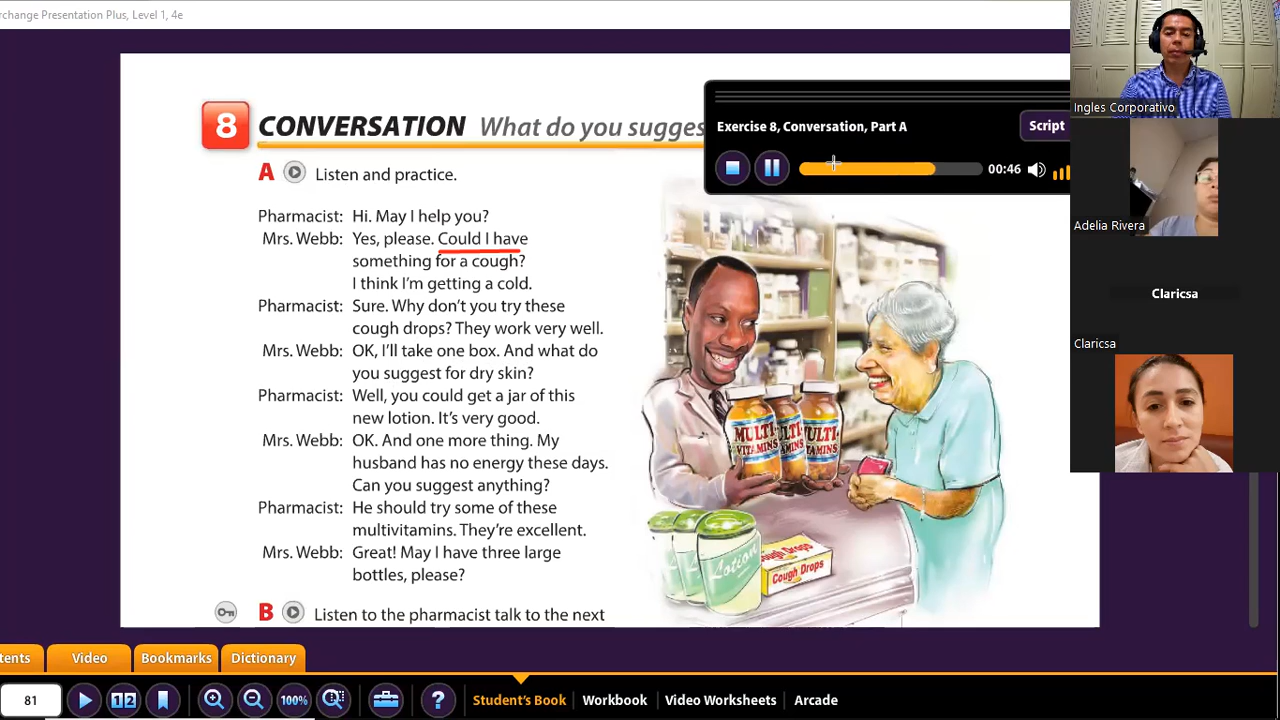 rchange Presentation Plus, Level 1, 4e
8 CONVERSATION What do you sugges
A Listen and practice.
Pharmacist: Hi. May I help you?
Mrs. Webb: Yes, please. Could I have
something for a cough?
I think I'm getting a cold.
Pharmacist: Sure. Why don't you try these
cough drops? They work very well.
Mrs. Webb: OK, I'll take one box. And what do
you suggest for dry skin?
Pharmacist: Well, you could get a jar of this
new lotion. It's very good.
Mrs. Webb: OK. And one more thing. My
husband has no energy these days.
Can you suggest anything?
Pharmacist: He should try some of these
multivitamins. They're excellent.
Mrs. Webb: Great! May I have three large
bottles, please?
B Listen to the pharmacist talk to the next
Exercise 8, Conversation, Part A
Script
00:46
MULTI-
VITAMINS
MULTI-
VITAMINS
Lotion
Cough Drops
Cough Drops
Ingles Corporativo
Adelia Rivera
Claricsa
Claricsa
tents
Video
Bookmarks
Dictionary
81
12
100%
?
Student's Book
Workbook
Video Worksheets
Arcade